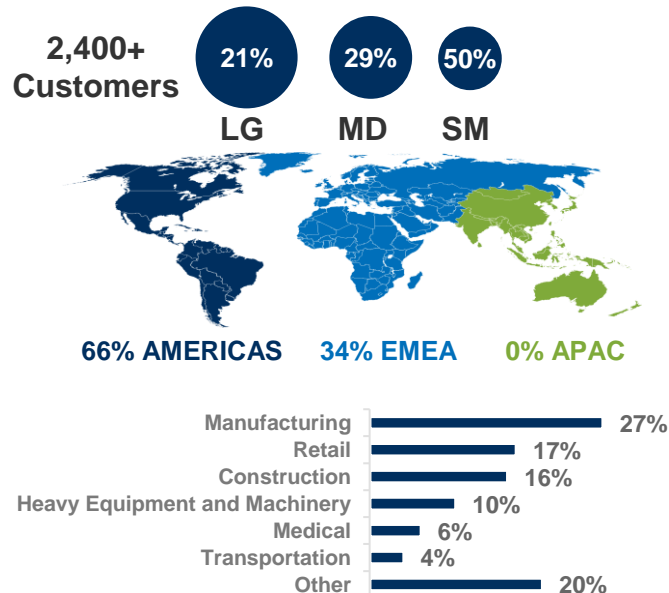 2,400+
Customers
21%
29%
50%
LG
MD
SM
66% AMERICAS
34% EMEA
0% APAC
Manufacturing 27%
Retail 17%
Construction 16%
Heavy Equipment and Machinery 10%
Medical 6%
Transportation 4%
Other 20%